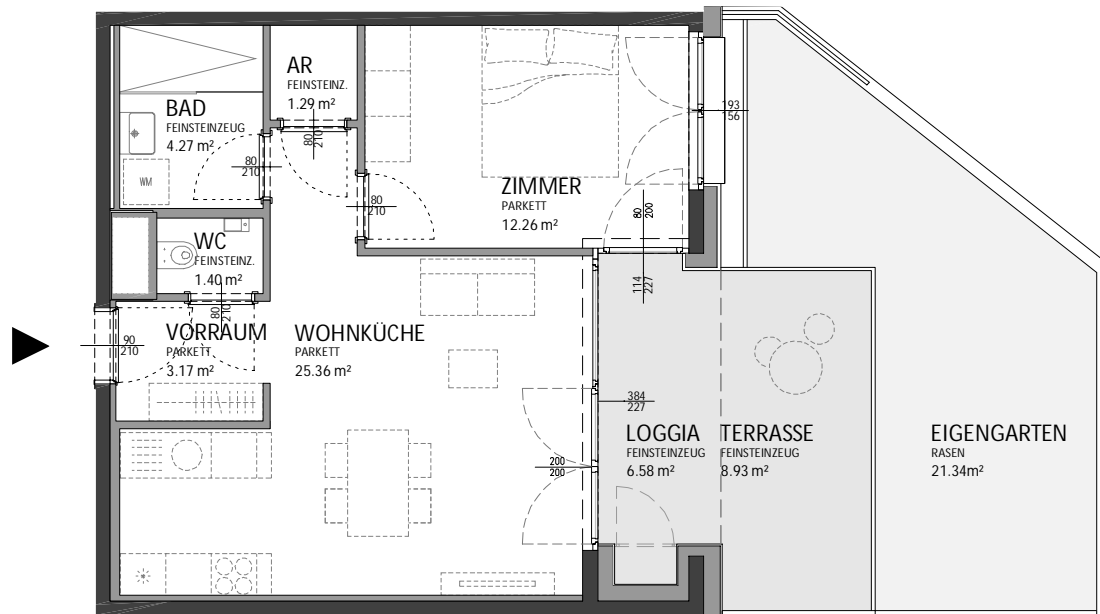 BAD
FEINSTEINZEUG
4.27 m²
WM
80
210
AR
FEINSTEINZ.
1.29 m²
80
210
80
210
ZIMMER
PARKETT
12.26 m²
193
156
80
200
114
227
WC
FEINSTEINZ.
1.40 m²
80
210
VORRAUM
PARKETT
3.17 m²
90
210
WOHNKÜCHE
PARKETT
25.36 m²
384
227
200
200
LOGGIA
FEINSTEINZEUG
6.58 m²
TERRASSE
FEINSTEINZEUG
8.93 m²
EIGENGARTEN
RASEN
21.34m²